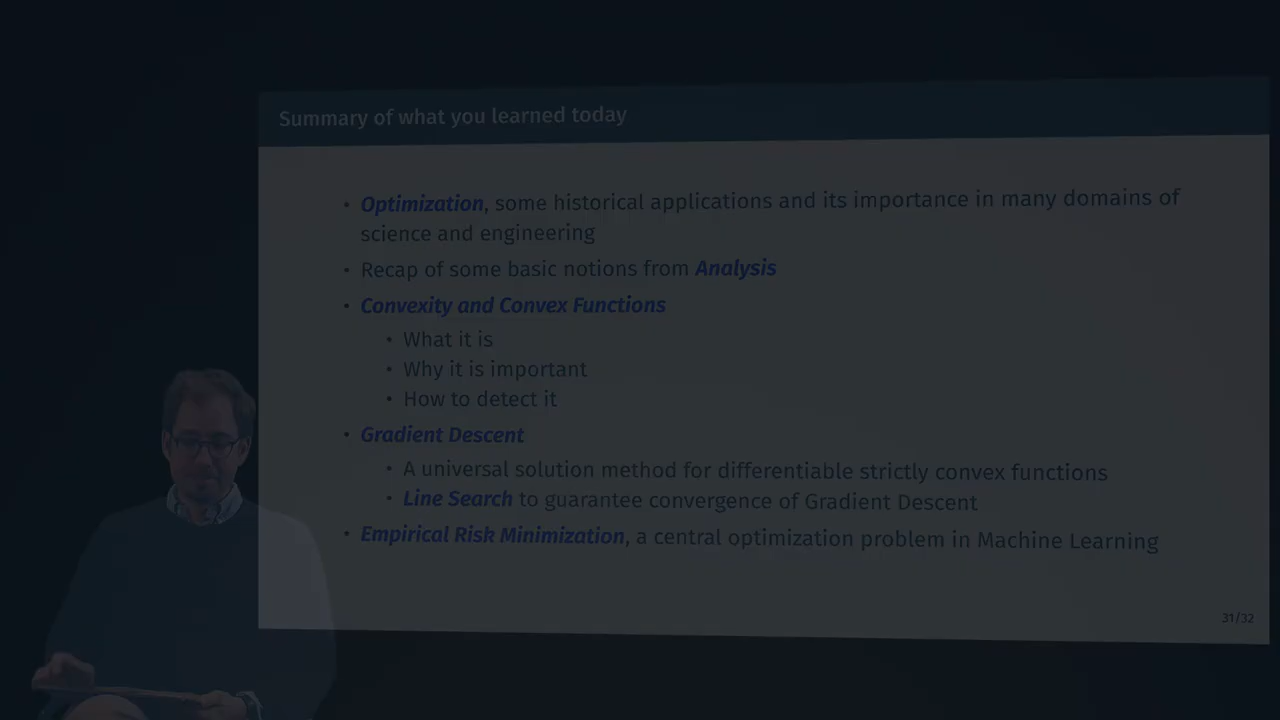 Summary of what you learned today
• Optimization, some historical applications and its importance in many domains of
science and engineering
• Recap of some basic notions from Analysis
• Convexity and Convex Functions
• What it is
• Why it is important
• How to detect it
• Gradient Descent
• A universal solution method for differentiable strictly convex functions
• Line Search to guarantee convergence of Gradient Descent
• Empirical Risk Minimization, a central optimization problem in Machine Learning
31/32